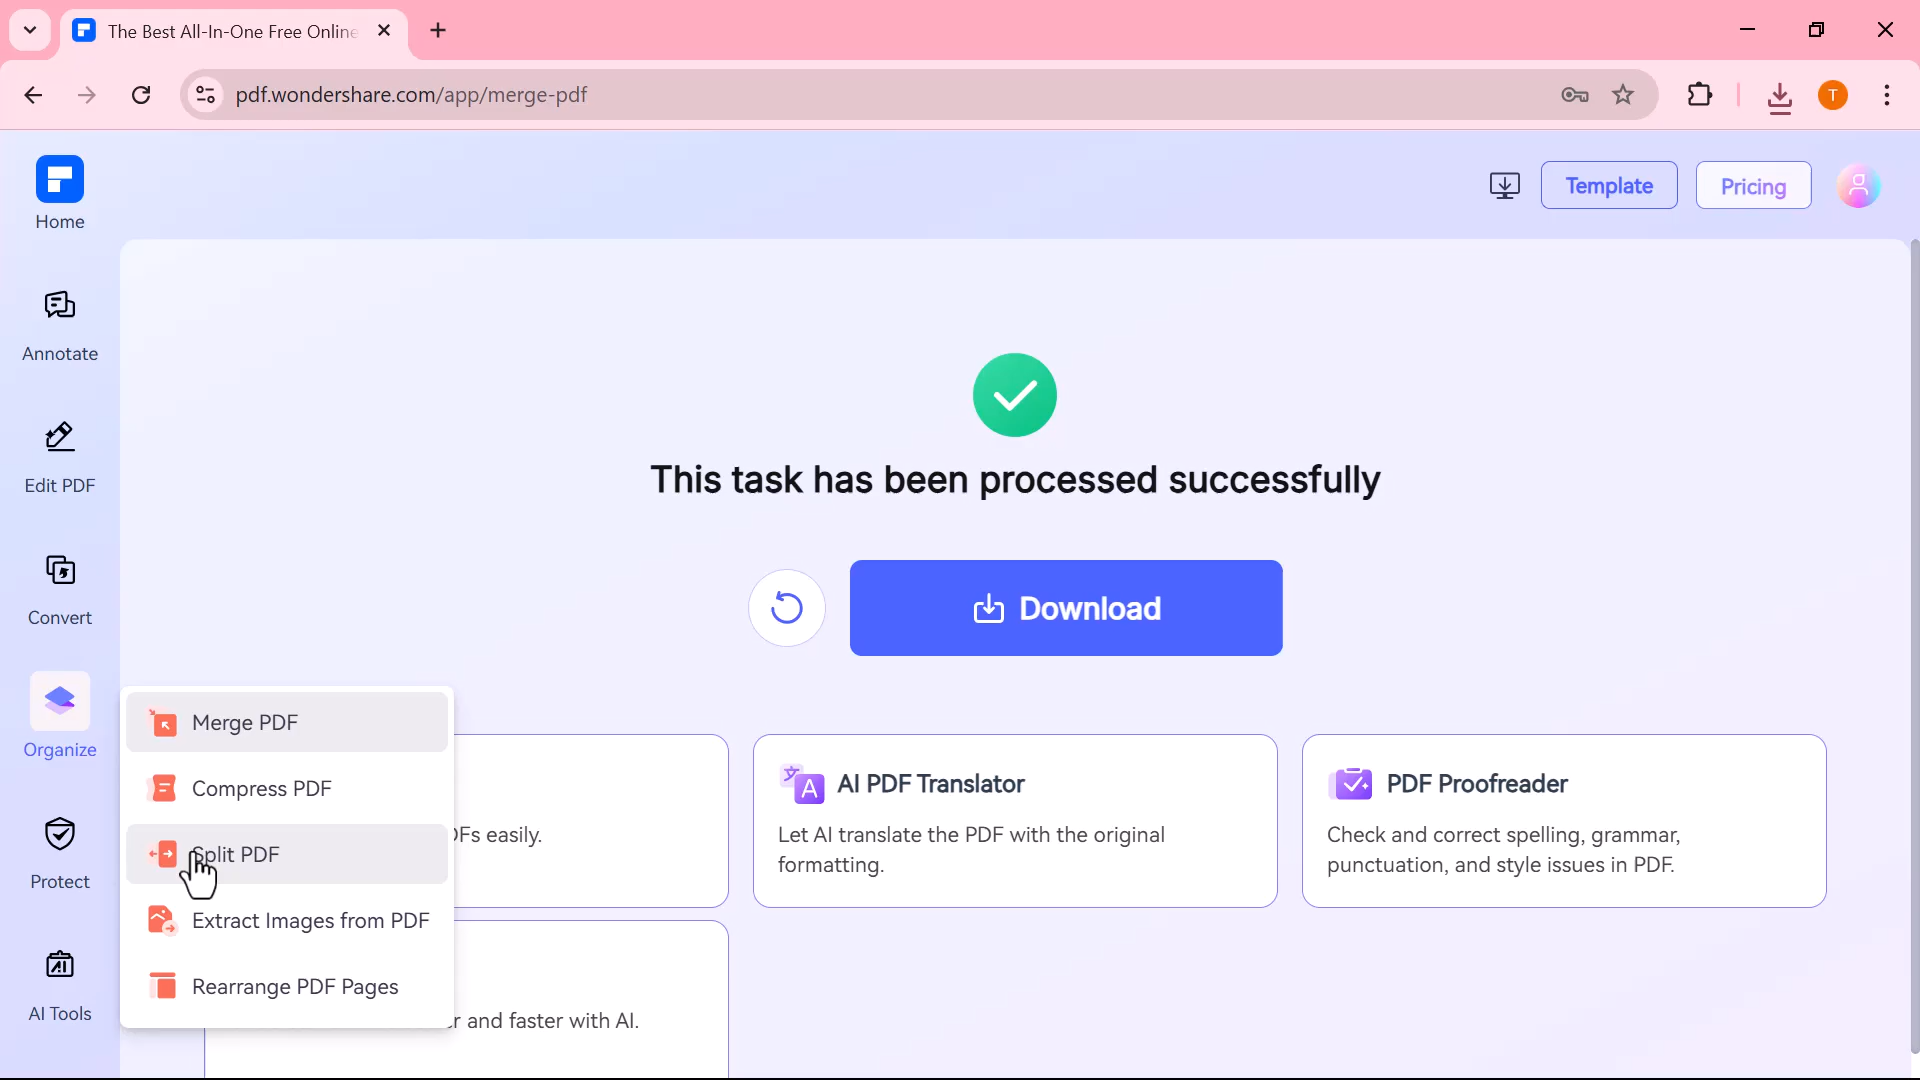 The Best All-In-One Free Online
pdf.wondershare.com/app/merge-pdf
T
Home
Template
Pricing
Annotate
Edit PDF
Convert
Organize
Protect
AI Tools
This task has been processed successfully
Download
Merge PDF
Compress PDF
Split PDF
Extract Images from PDF
Rearrange PDF Pages
easily.
AI PDF Translator
Let AI translate the PDF with the original
formatting.
PDF Proofreader
Check and correct spelling, grammar,
punctuation, and style issues in PDF.
and faster with AI.